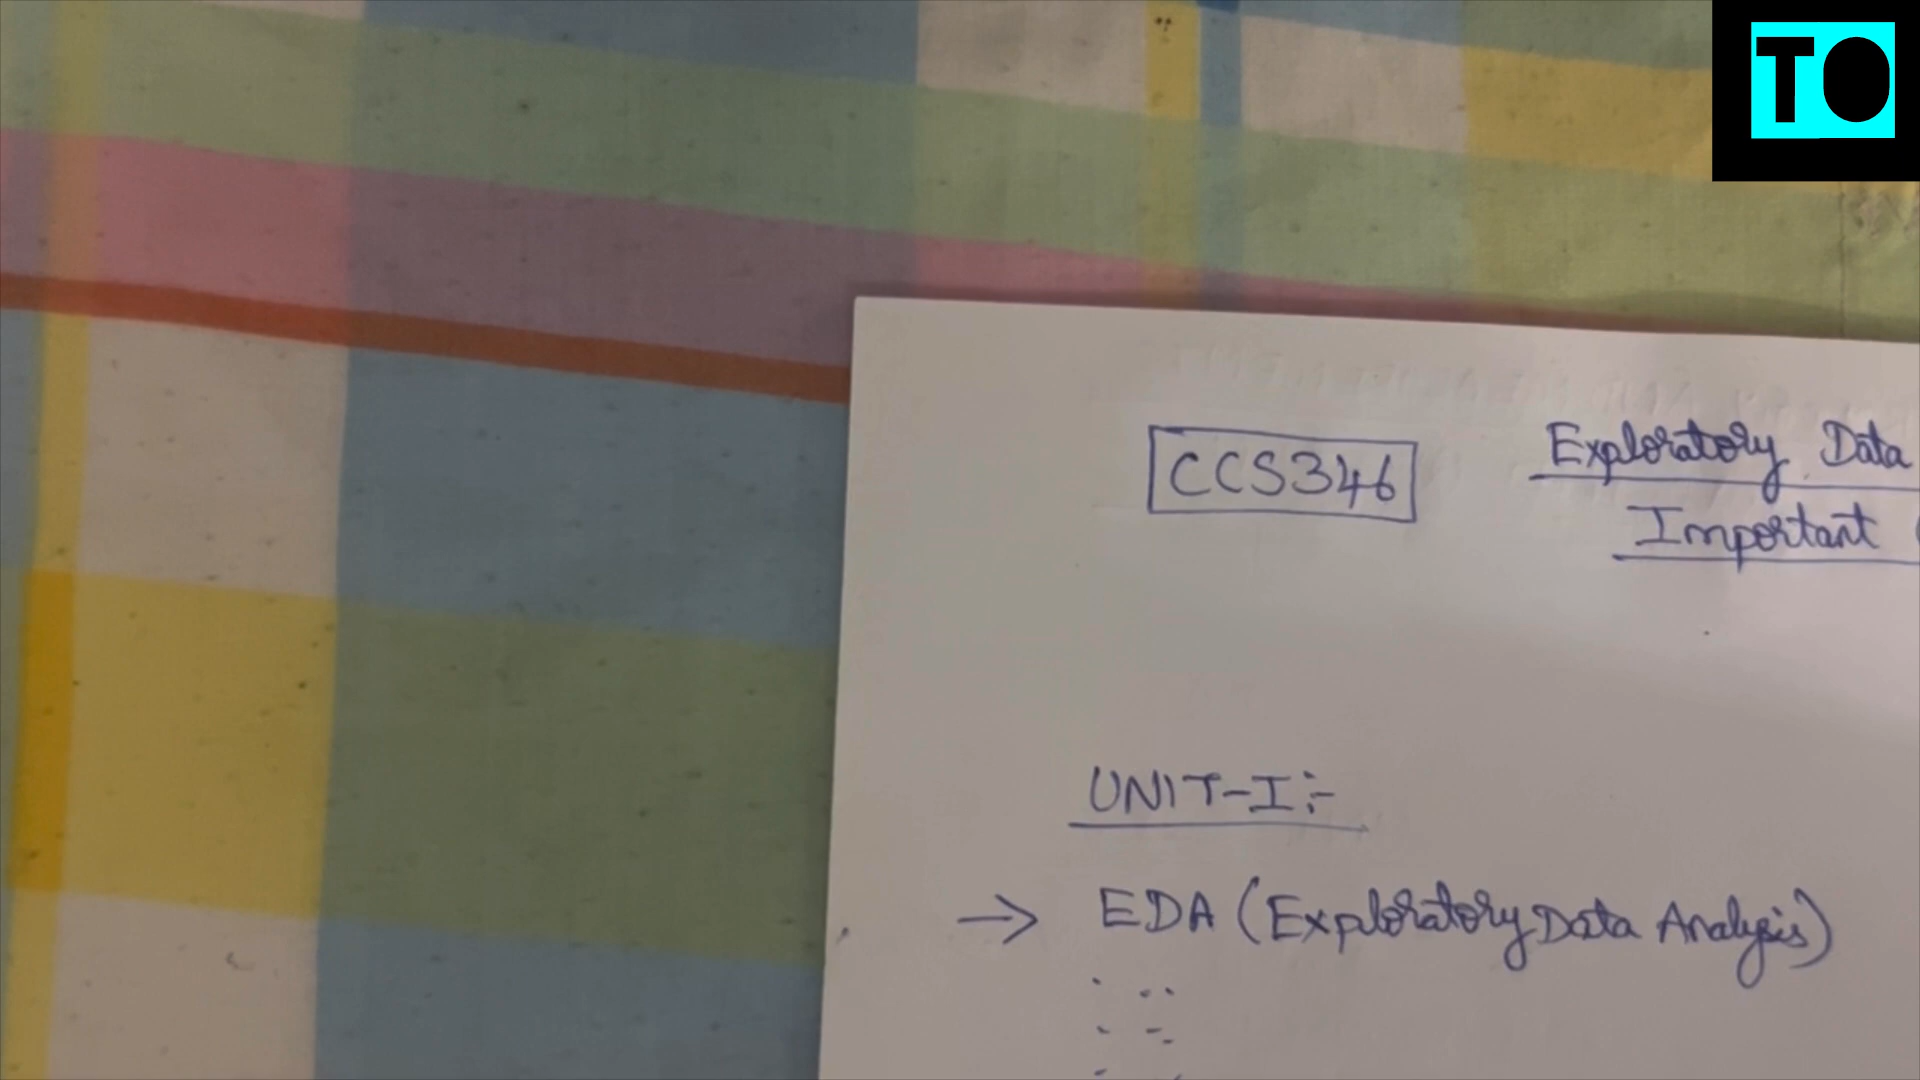 TO
CCS346
Exploratory Data
Important
UNIT-I :-
→ EDA (Exploratory Data Analysis)